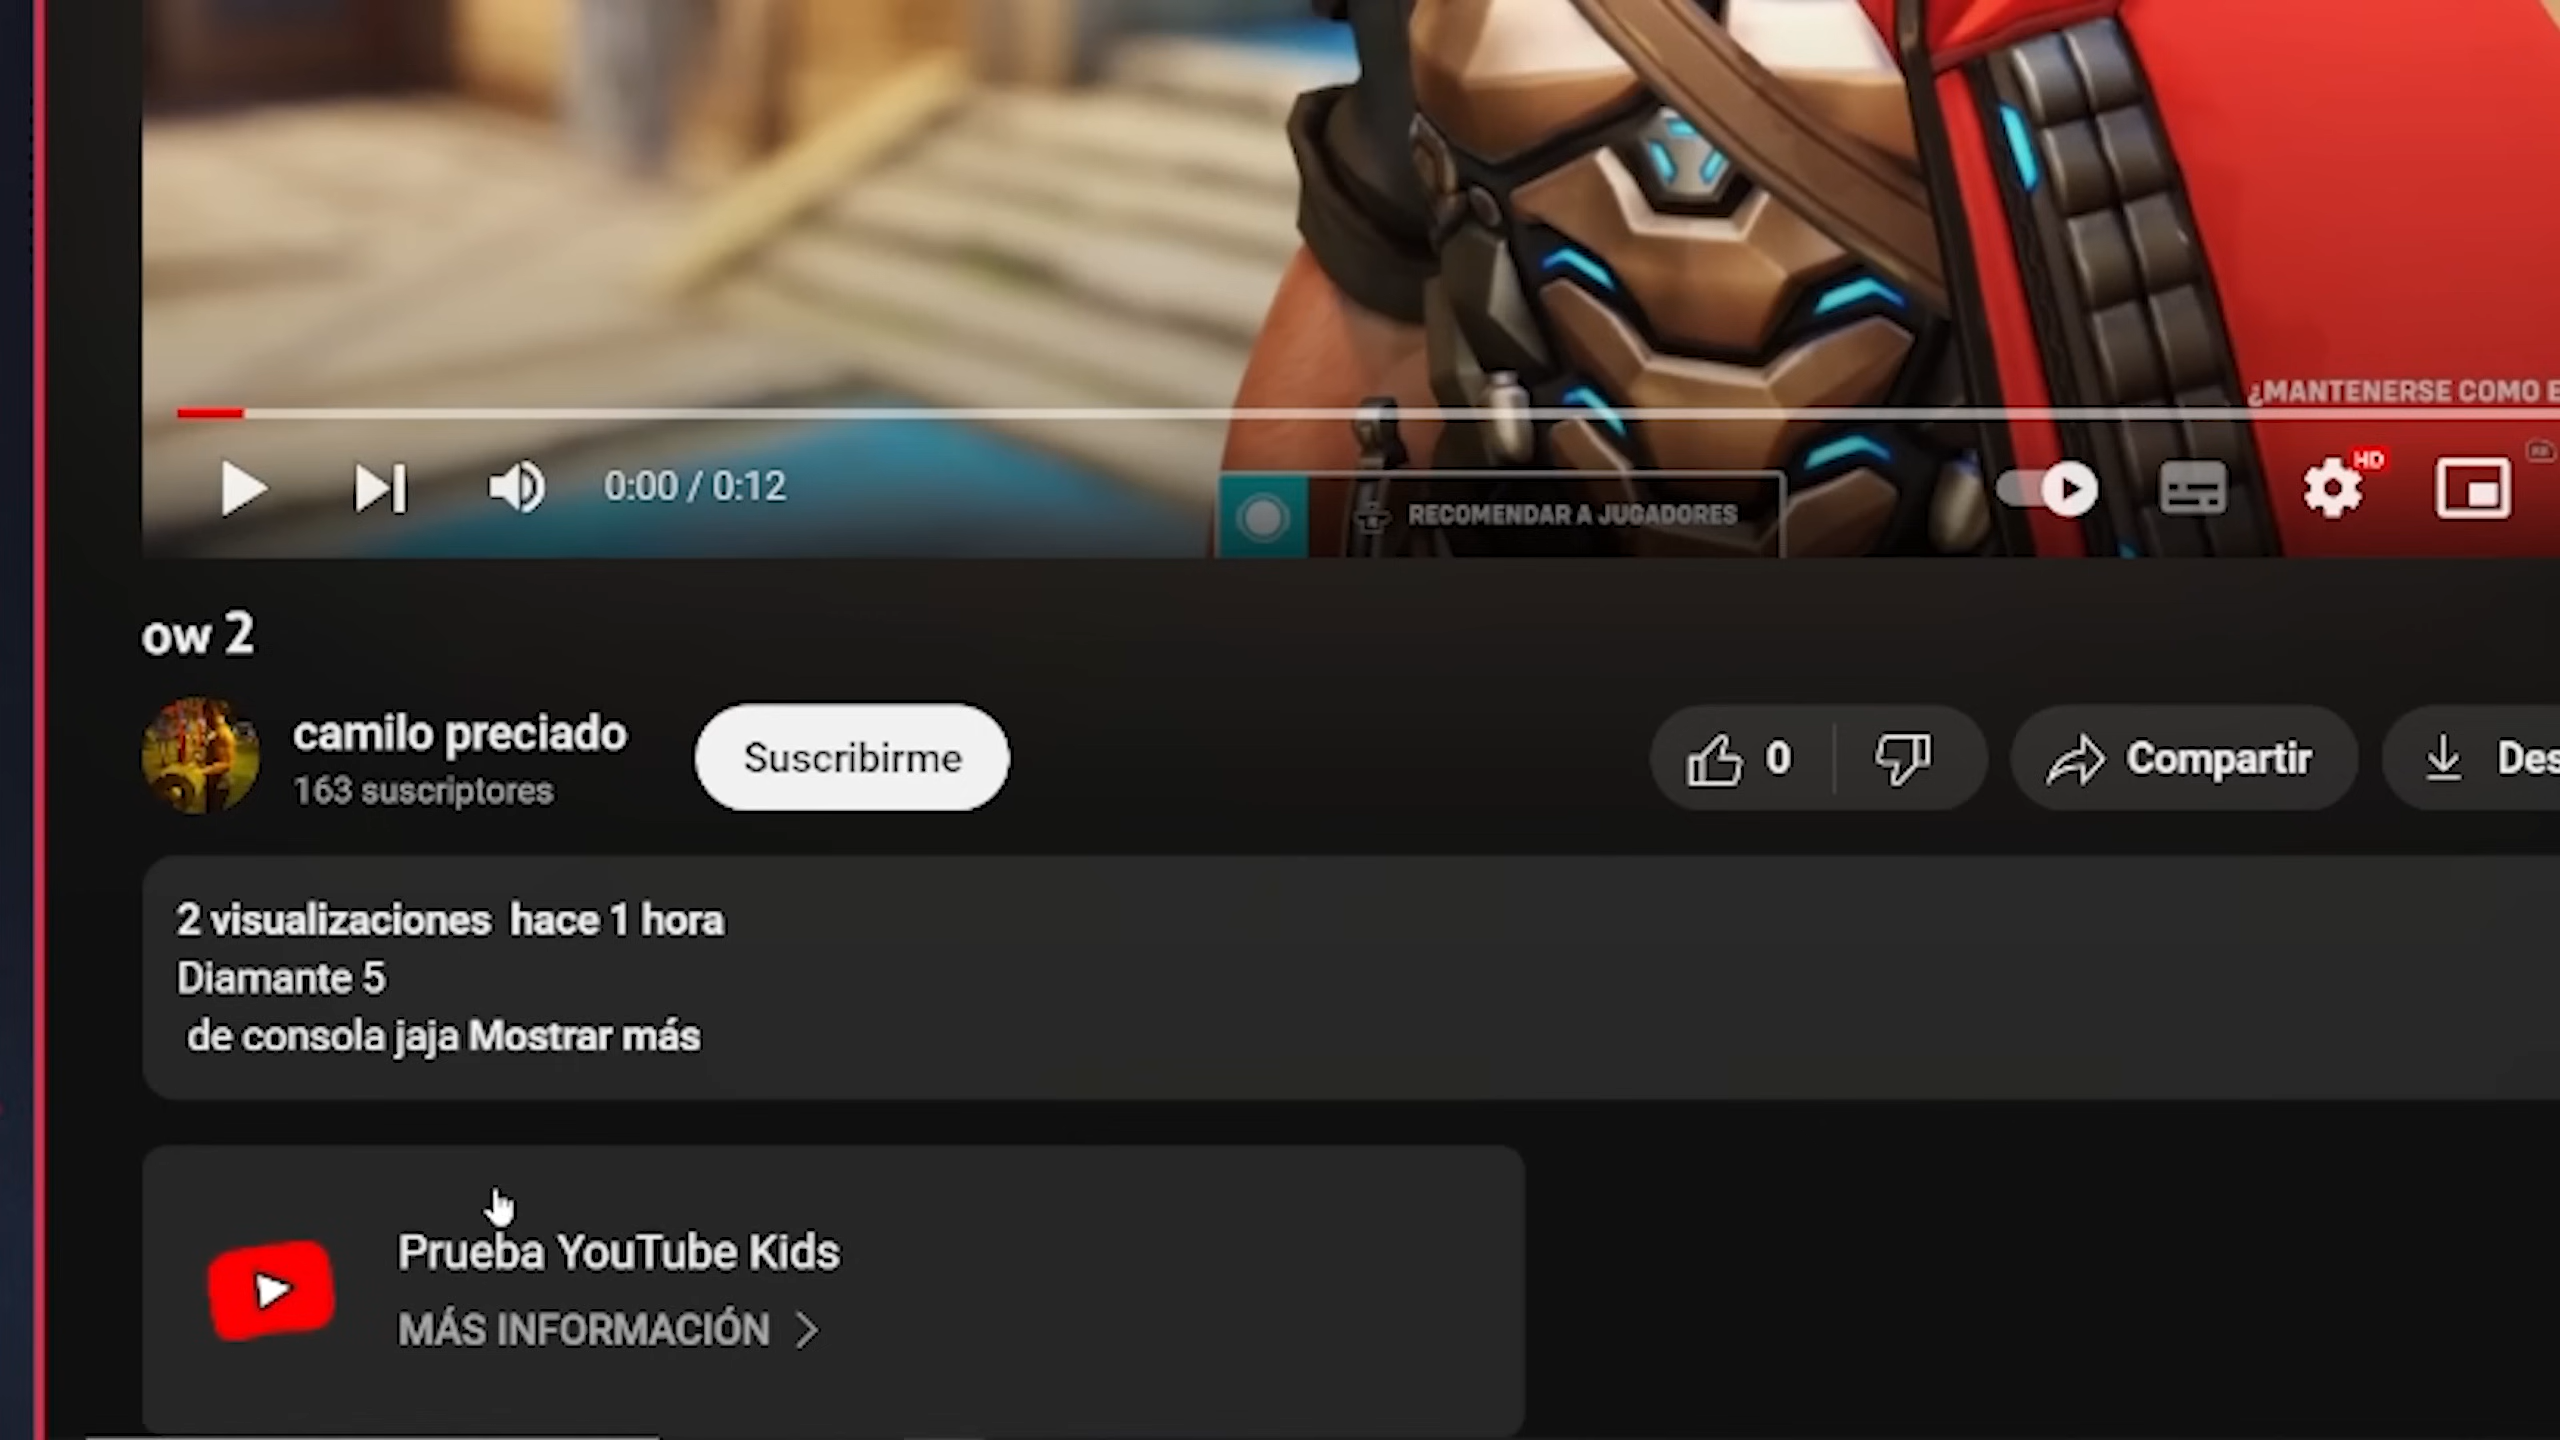 ¿MANTENERSE COMO E
0:00 / 0:12
HD
RECOMENDAR A JUGADORES
ow 2
camilo preciado
163 suscriptores
Suscribirme
0
Compartir
Des
2 visualizaciones hace 1 hora
Diamante 5
de consola jaja Mostrar más
Prueba YouTube Kids
MÁS INFORMACIÓN